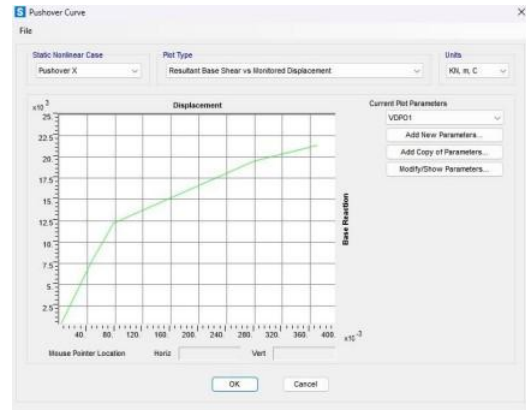 S Pushover Curve X
File
Static Nonlinear Case
Pushover X
Plot Type
Resultant Base Shear vs Monitored Displacement
Units
KN, m, C
x10 3
Displacement
25.
22.5
20.
17.5
15.
12.5
10.
7.5
5.
2.5
40. 80. 120. 160. 200. 240. 280. 320. 360. 400. x10 -3
Base Reaction
Current Plot Parameters
VDPO1
Add New Parameters...
Add Copy of Parameters...
Modify/Show Parameters...
Mouse Pointer Location Horiz Vert
OK Cancel